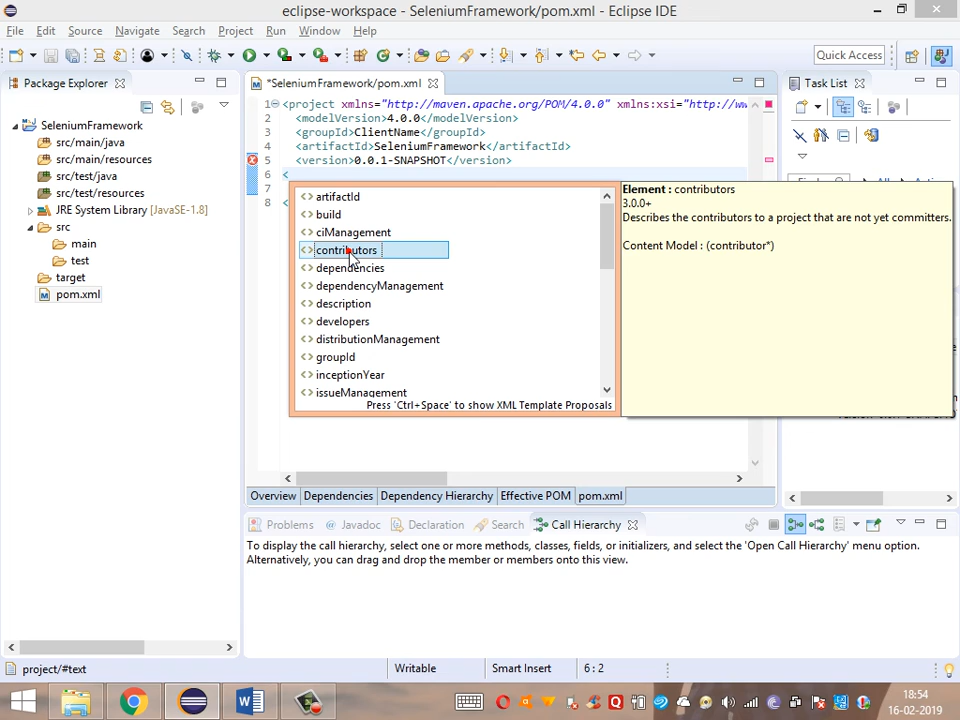 eclipse-workspace - SeleniumFramework/pom.xml - Eclipse IDE
File Edit Source Navigate Search Project Run Window Help
Quick Access
Package Explorer
SeleniumFramework
src/main/java
src/main/resources
src/test/java
src/test/resources
JRE System Library [JavaSE-1.8]
src
main
test
target
pom.xml
*SeleniumFramework/pom.xml
1 <project xmlns="http://maven.apache.org/POM/4.0.0" xmlns:xsi="http://ww
2 <modelVersion>4.0.0</modelVersion>
3 <groupId>ClientName</groupId>
4 <artifactId>SeleniumFramework</artifactId>
5 <version>0.0.1-SNAPSHOT</version>
6 <
7
8 <
artifactId
build
ciManagement
contributors
dependencies
dependencyManagement
description
developers
distributionManagement
groupId
inceptionYear
issueManagement
Press 'Ctrl+Space' to show XML Template Proposals
Element : contributors
3.0.0+
Describes the contributors to a project that are not yet committers.
Content Model : (contributor*)
Task List
Overview Dependencies Dependency Hierarchy Effective POM pom.xml
Problems Javadoc Declaration Search Call Hierarchy
To display the call hierarchy, select one or more methods, classes, fields, or initializers, and select the 'Open Call Hierarchy' menu option.
Alternatively, you can drag and drop the member or members onto this view.
project/#text
Writable
Smart Insert
6 : 2
18:54
16-02-2019